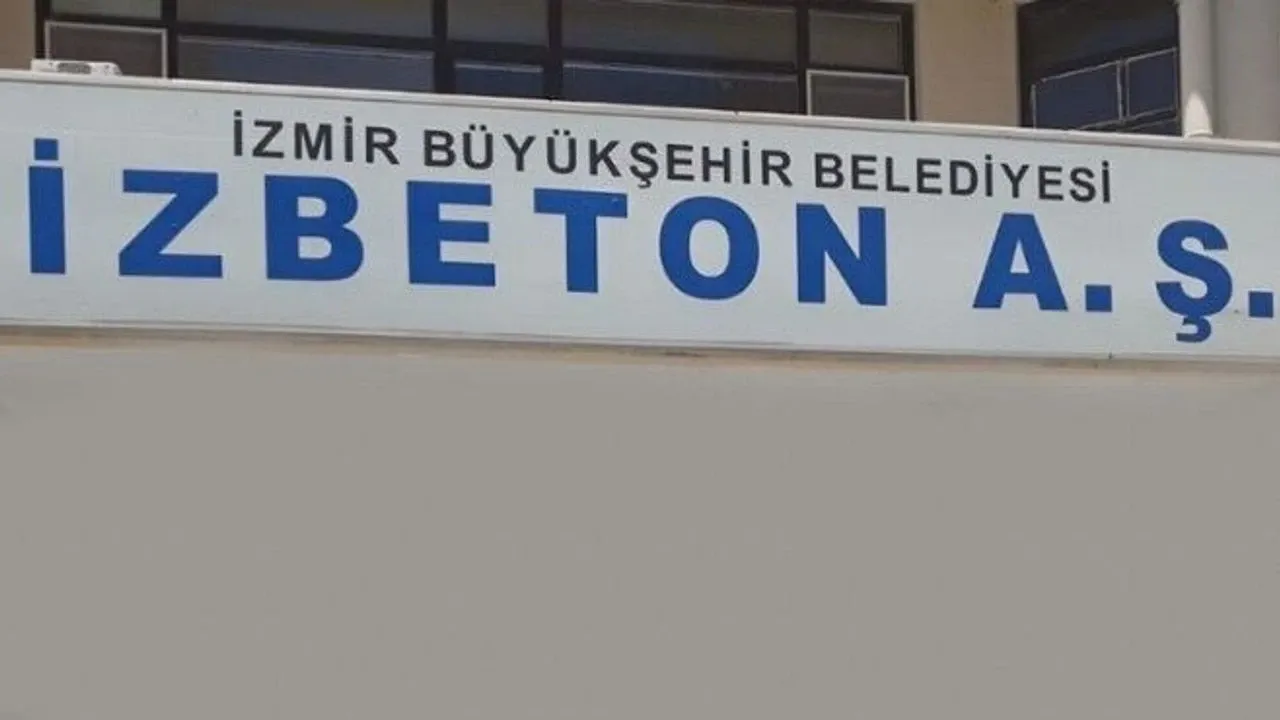 İZMİR BÜYÜKŞEHİR BELEDİYESİ
İZBETON A.Ş.